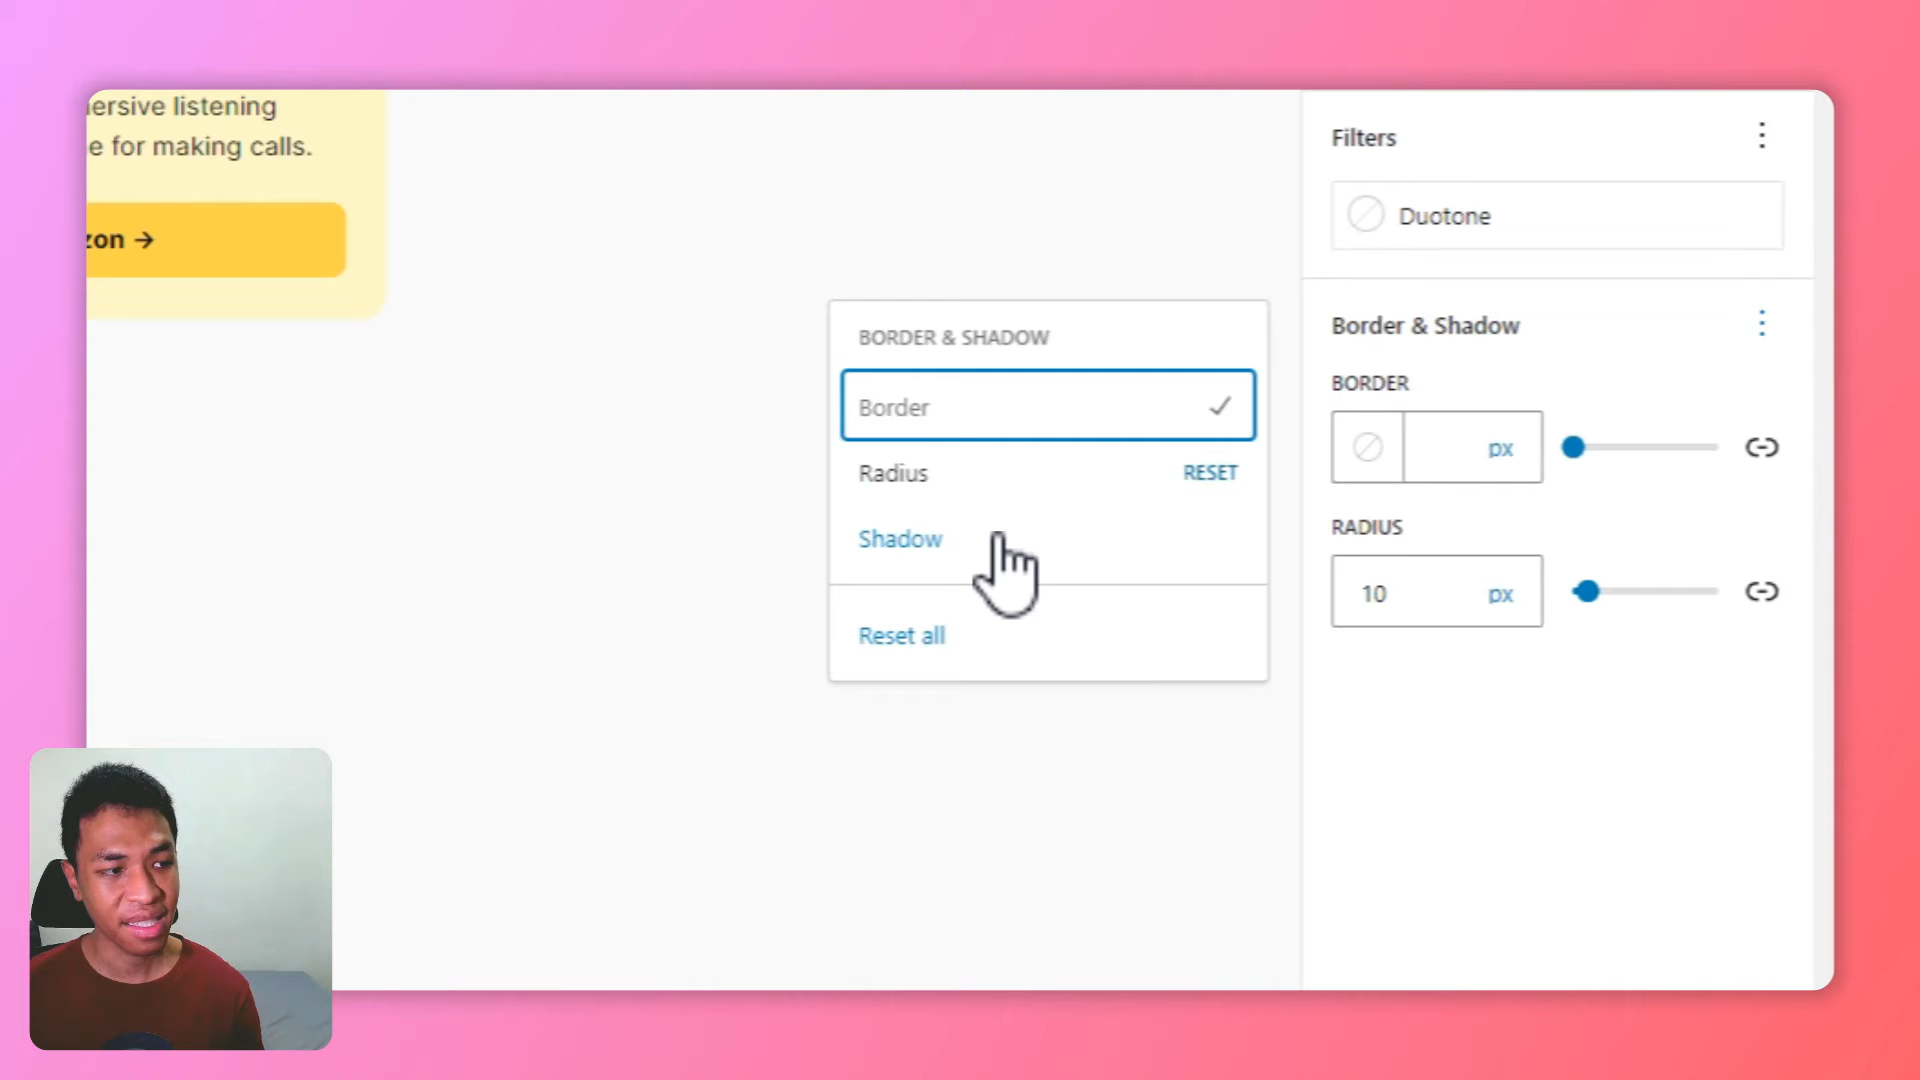 ersive listening
e for making calls.
zon →
BORDER & SHADOW
Border
Radius RESET
Shadow
Reset all
Filters
Duotone
Border & Shadow
BORDER
px
RADIUS
10 px